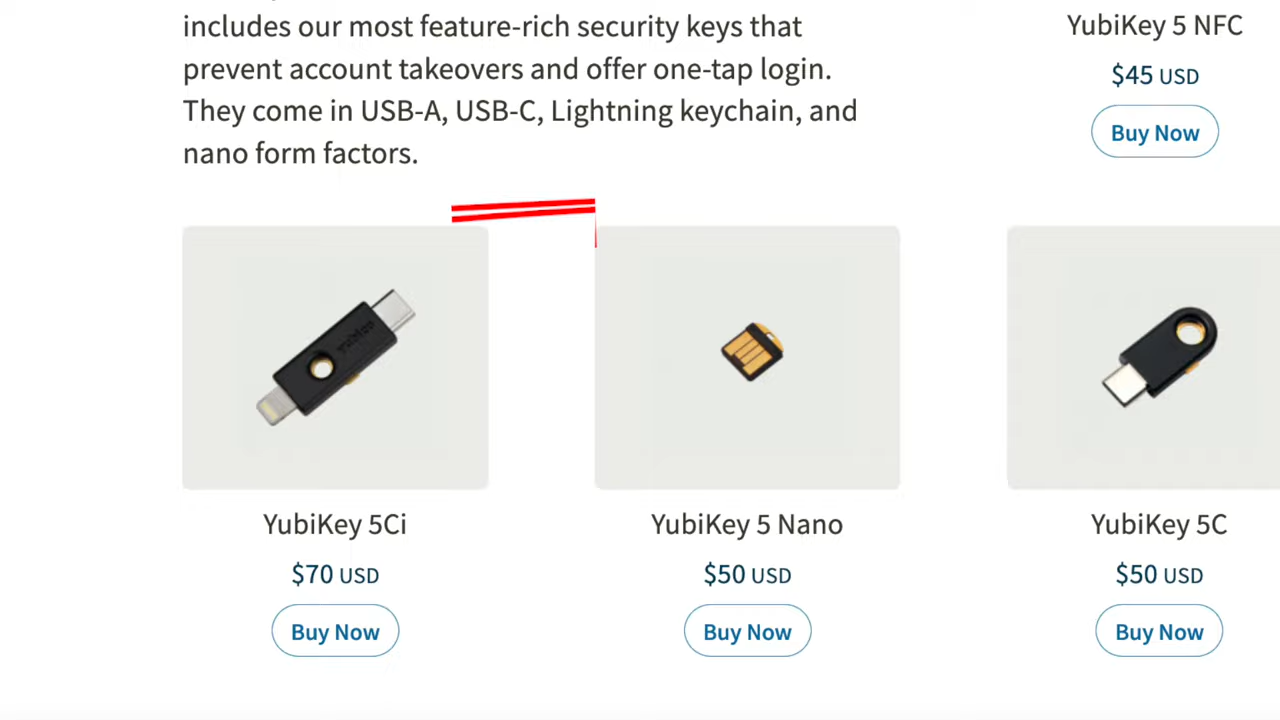 includes our most feature-rich security keys that
prevent account takeovers and offer one-tap login.
They come in USB-A, USB-C, Lightning keychain, and
nano form factors.
YubiKey 5 NFC
$45 USD
Buy Now
yubico
YubiKey 5Ci
$70 USD
Buy Now
YubiKey 5 Nano
$50 USD
Buy Now
YubiKey 5C
$50 USD
Buy Now